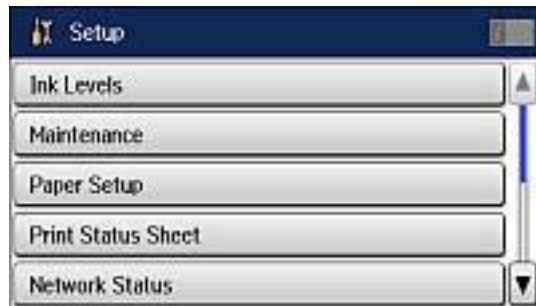 Setup
Ink Levels
Maintenance
Paper Setup
Print Status Sheet
Network Status